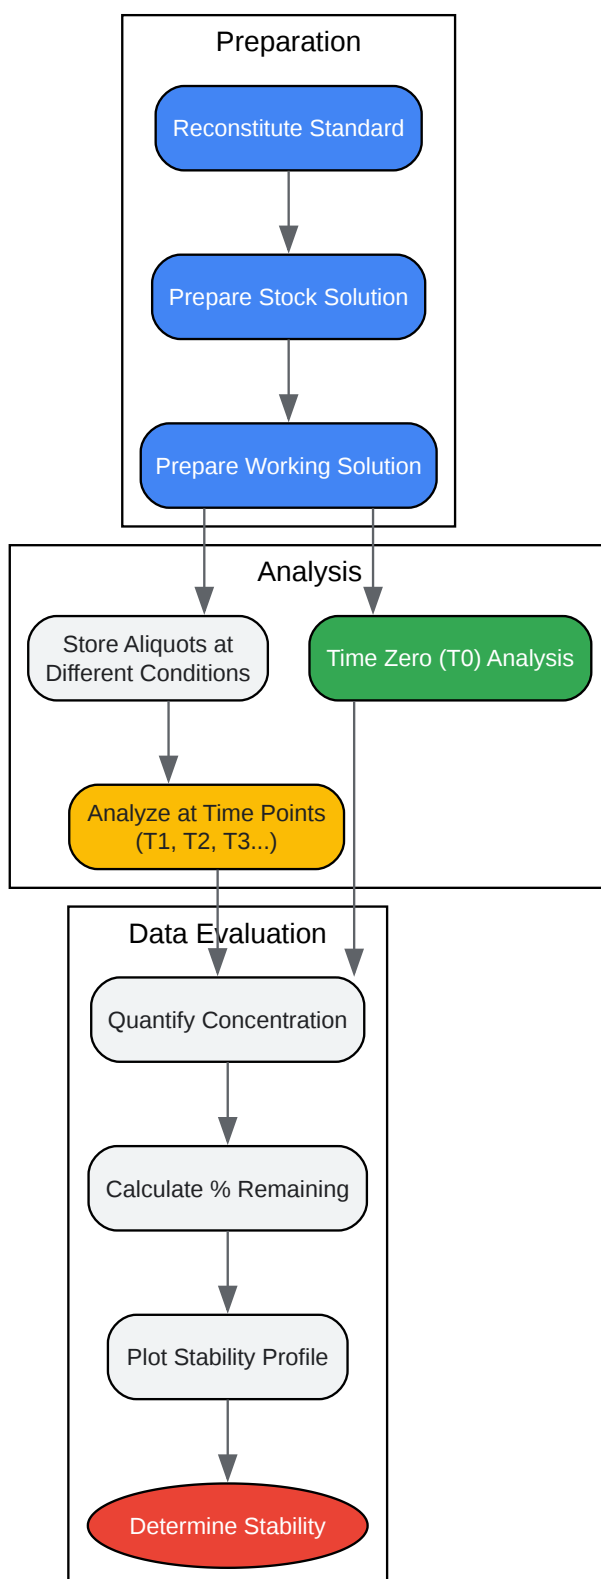 Preparation
Reconstitute Standard
Prepare Stock Solution
Prepare Working Solution
Analysis
Store Aliquots at
Different Conditions
Time Zero (T0) Analysis
Analyze at Time Points
(T1, T2, T3...)
Data Evaluation
Quantify Concentration
Calculate % Remaining
Plot Stability Profile
Determine Stability